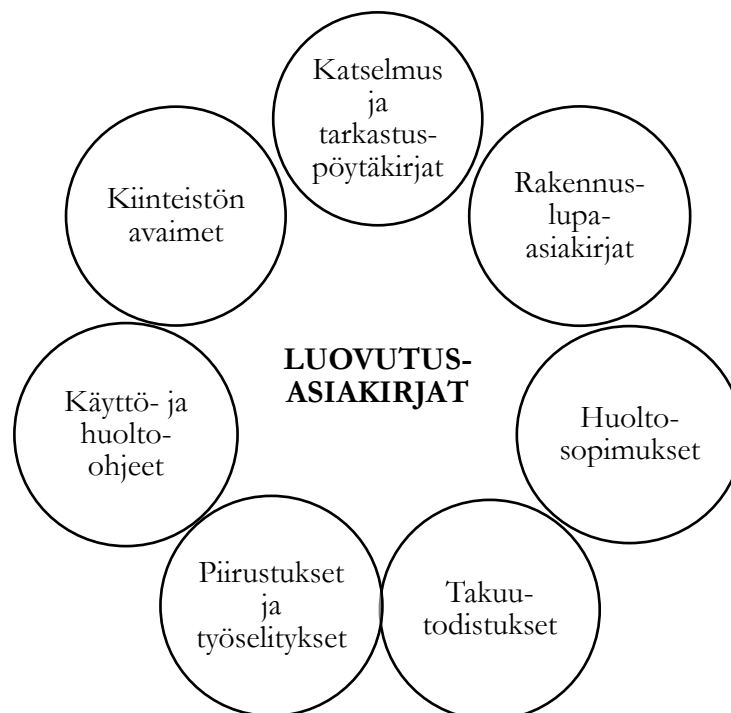 Katselmus
ja
tarkastus-
pöytäkirjat
Rakennus-
lupa-
asiakirjat
Huolto-
sopimukset
Takuu-
todistukset
Piirustukset
ja
työselitykset
Käyttö- ja
huolto-
ohjeet
Kiinteistön
avaimet
LUOVUTUS-
ASIAKIRJAT